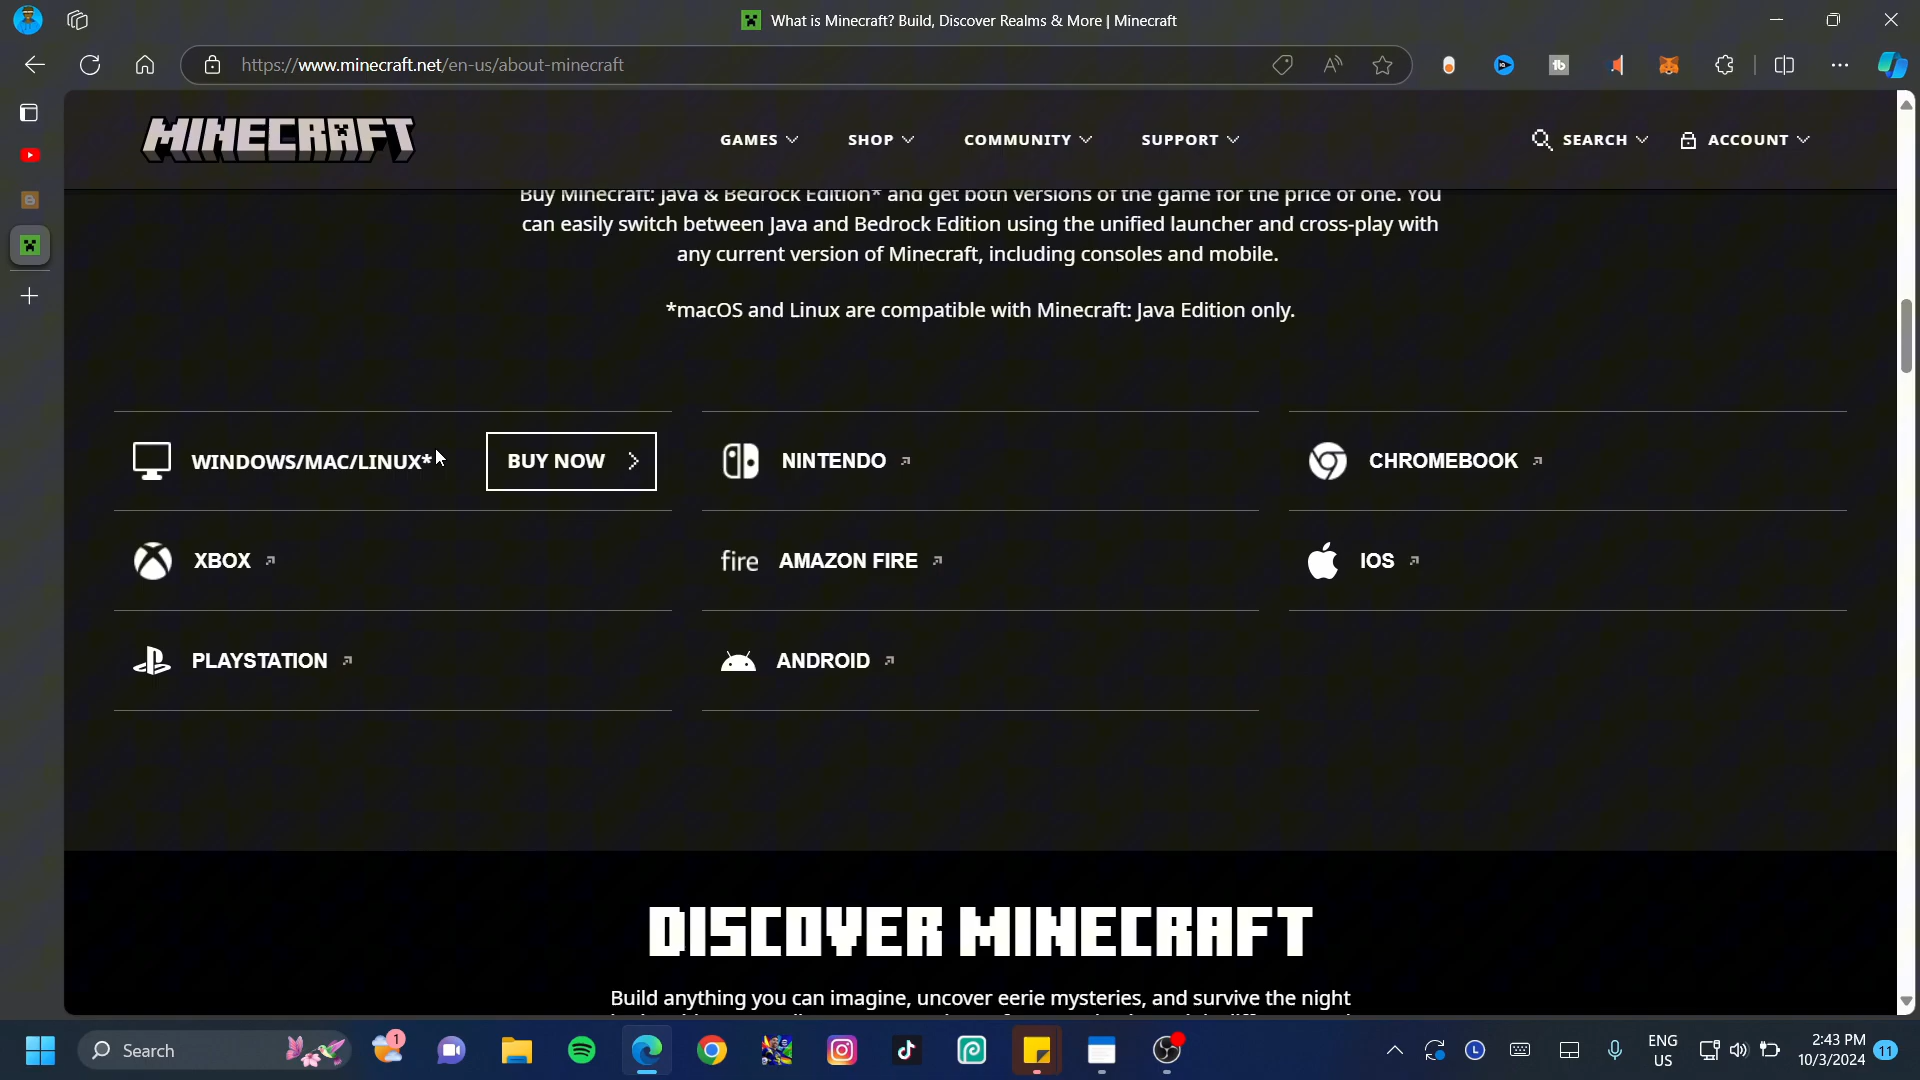 What is Minecraft? Build, Discover Realms & More | Minecraft
https://www.minecraft.net/en-us/about-minecraft
MINECRAFT
GAMES
SHOP
COMMUNITY
SUPPORT
SEARCH
ACCOUNT
Buy Minecraft: Java & Bedrock Edition* and get both versions of the game for the price of one. You
can easily switch between Java and Bedrock Edition using the unified launcher and cross-play with
any current version of Minecraft, including consoles and mobile.
*macOS and Linux are compatible with Minecraft: Java Edition only.
WINDOWS/MAC/LINUX*
BUY NOW
NINTENDO
CHROMEBOOK
XBOX
fire AMAZON FIRE
IOS
PLAYSTATION
ANDROID
DISCOVER MINECRAFT
Build anything you can imagine, uncover eerie mysteries, and survive the night
Search
1
ENG
US
2:43 PM
10/3/2024
11